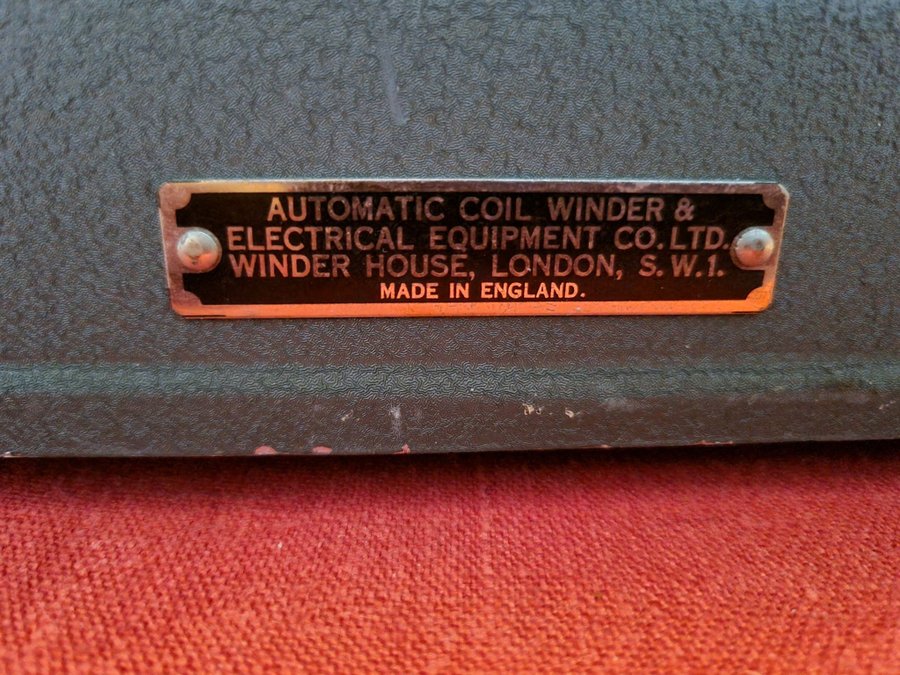 AUTOMATIC COIL WINDER &
ELECTRICAL EQUIPMENT CO. LTD.
WINDER HOUSE, LONDON, S.W.1.
MADE IN ENGLAND.